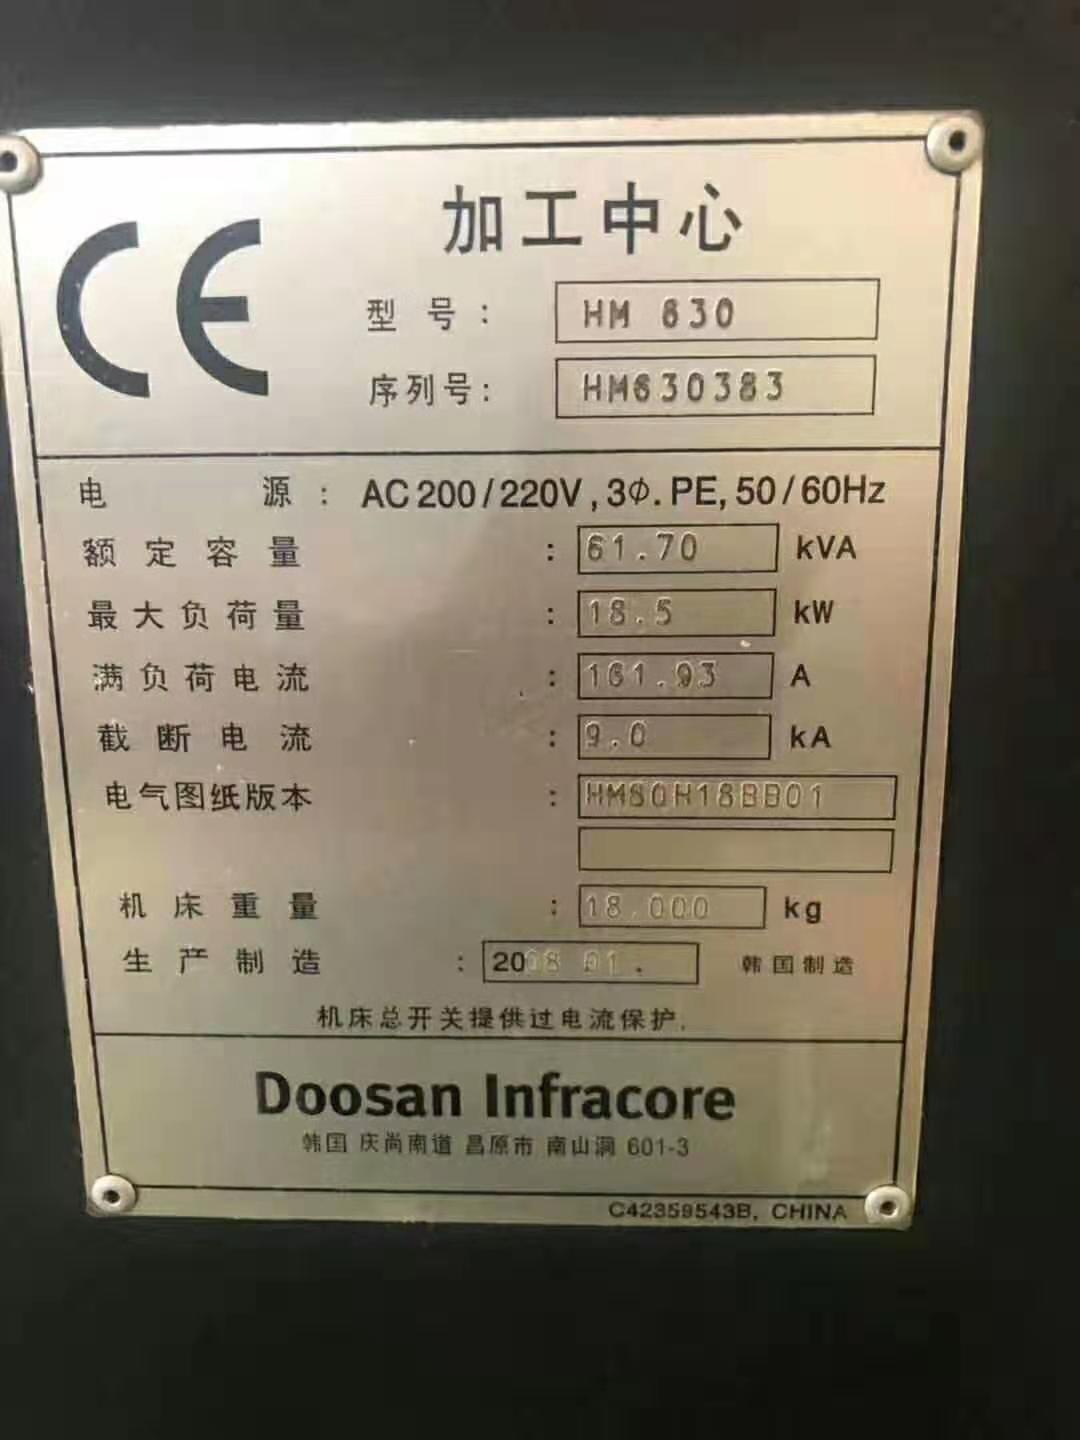 CE
加工中心
型号: HM 630
序列号: HM630383
电源: AC 200/220V, 3Φ. PE, 50/60Hz
额定容量: 61.70 kVA
最大负荷量: 18.5 kW
满负荷电流: 161.93 A
截断电流: 9.0 kA
电气图纸版本: HM80H18BB01
机床重量: 18.000 kg
生产制造: 2008 01. 韩国制造
机床总开关提供过电流保护.
Doosan Infracore
韩国 庆尚南道 昌原市 南山洞 601-3
C42359543B, CHINA